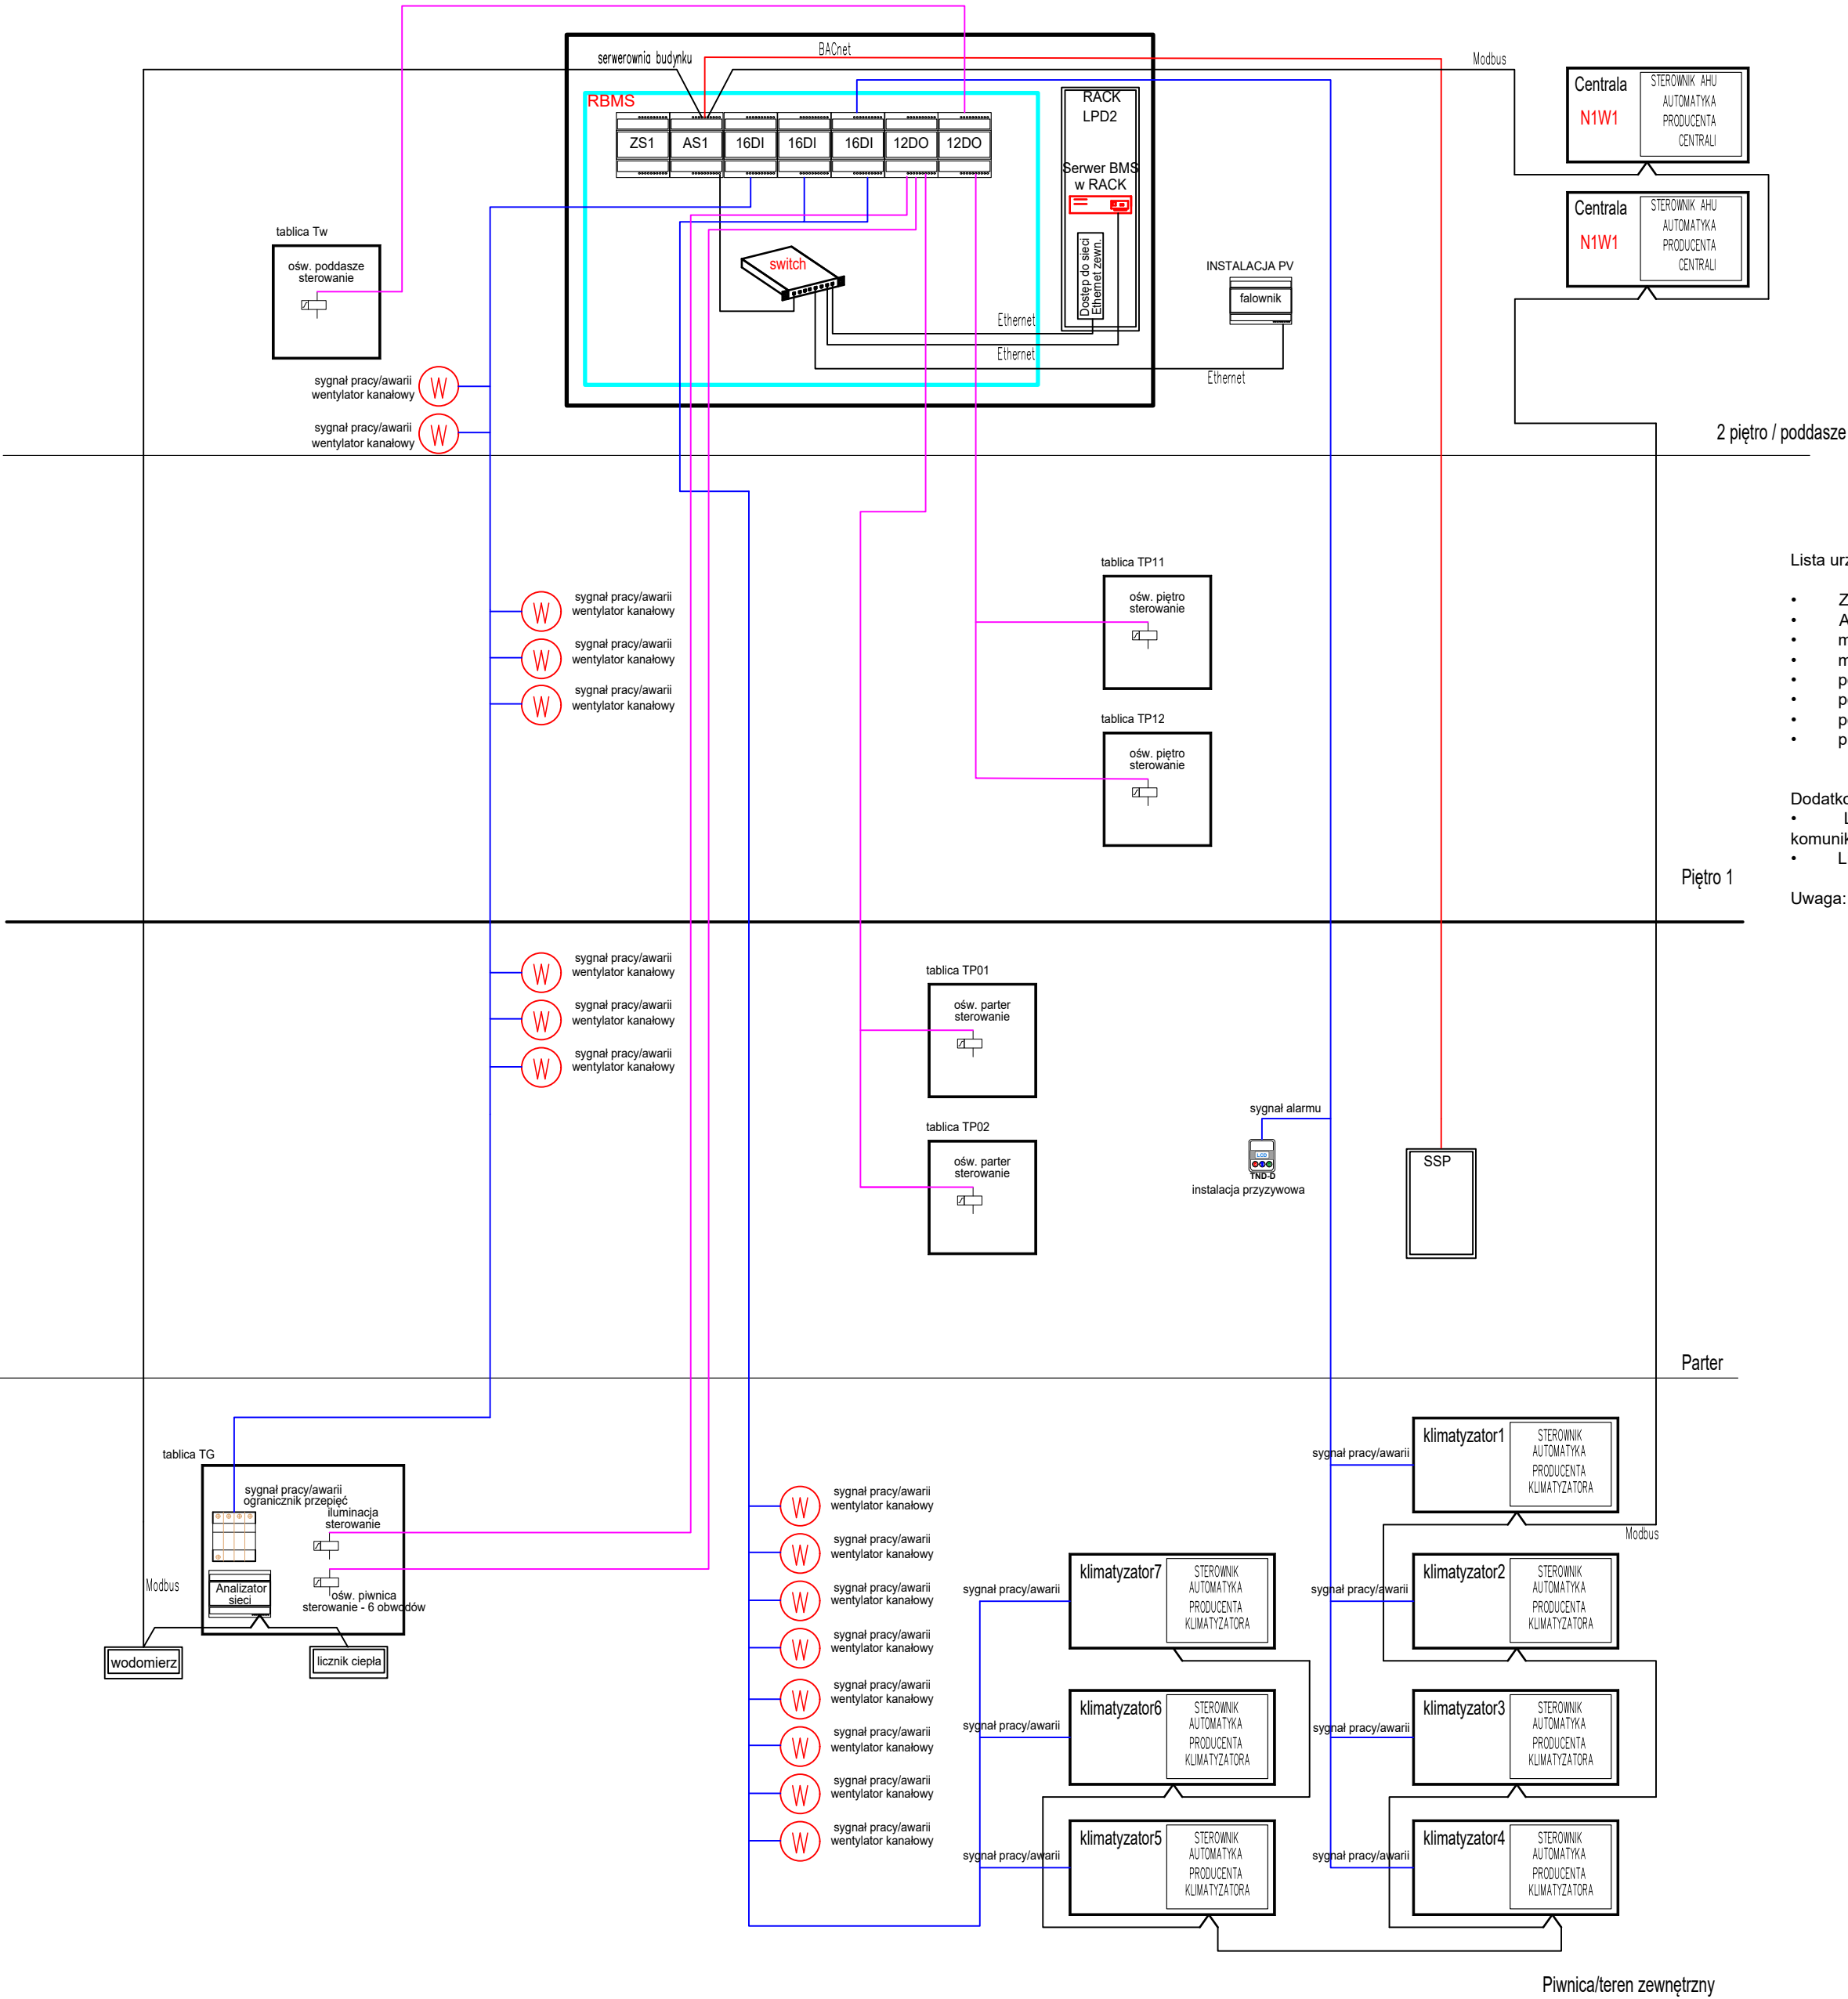 serwerownia budynku
BACnet
Modbus
RBMS
ZS1
AS1
16DI
16DI
16DI
12DO
12DO
RACK
LPD2
Serwer BMS
w RACK
Dostęp do sieci
Ethernet zewn.
switch
Ethernet
Ethernet
Ethernet
INSTALACJA PV
falownik
Centrala
N1W1
STEROWNIK AHU
AUTOMATYKA
PRODUCENTA
CENTRALI
Centrala
N1W1
STEROWNIK AHU
AUTOMATYKA
PRODUCENTA
CENTRALI
tablica Tw
ośw. poddasze
sterowanie
sygnał pracy/awarii
wentylator kanałowy
W
sygnał pracy/awarii
wentylator kanałowy
W
2 piętro / poddasze
W
sygnał pracy/awarii
wentylator kanałowy
W
sygnał pracy/awarii
wentylator kanałowy
W
sygnał pracy/awarii
wentylator kanałowy
tablica TP11
ośw. piętro
sterowanie
tablica TP12
ośw. piętro
sterowanie
Lista urz
• Z
• A
• m
• m
• p
• p
• p
• p
Dodatko
• L
komunik
• L
Uwaga:
Piętro 1
W
sygnał pracy/awarii
wentylator kanałowy
W
sygnał pracy/awarii
wentylator kanałowy
W
sygnał pracy/awarii
wentylator kanałowy
tablica TP01
ośw. parter
sterowanie
tablica TP02
ośw. parter
sterowanie
sygnał alarmu
LCD
TND-D
instalacja przyzywowa
SSP
Parter
tablica TG
sygnał pracy/awarii
ogranicznik przepięć
iluminacja
sterowanie
Analizator
sieci
ośw. piwnica
sterowanie - 6 obwodów
Modbus
wodomierz
licznik ciepła
W
sygnał pracy/awarii
wentylator kanałowy
W
sygnał pracy/awarii
wentylator kanałowy
W
sygnał pracy/awarii
wentylator kanałowy
W
sygnał pracy/awarii
wentylator kanałowy
W
sygnał pracy/awarii
wentylator kanałowy
W
sygnał pracy/awarii
wentylator kanałowy
W
sygnał pracy/awarii
wentylator kanałowy
W
sygnał pracy/awarii
wentylator kanałowy
sygnał pracy/awarii
klimatyzator7
STEROWNIK
AUTOMATYKA
PRODUCENTA
KLIMATYZATORA
sygnał pracy/awarii
klimatyzator6
STEROWNIK
AUTOMATYKA
PRODUCENTA
KLIMATYZATORA
sygnał pracy/awarii
klimatyzator5
STEROWNIK
AUTOMATYKA
PRODUCENTA
KLIMATYZATORA
sygnał pracy/awarii
klimatyzator1
STEROWNIK
AUTOMATYKA
PRODUCENTA
KLIMATYZATORA
Modbus
sygnał pracy/awarii
klimatyzator2
STEROWNIK
AUTOMATYKA
PRODUCENTA
KLIMATYZATORA
sygnał pracy/awarii
klimatyzator3
STEROWNIK
AUTOMATYKA
PRODUCENTA
KLIMATYZATORA
sygnał pracy/awarii
klimatyzator4
STEROWNIK
AUTOMATYKA
PRODUCENTA
KLIMATYZATORA
Piwnica/teren zewnętrzny